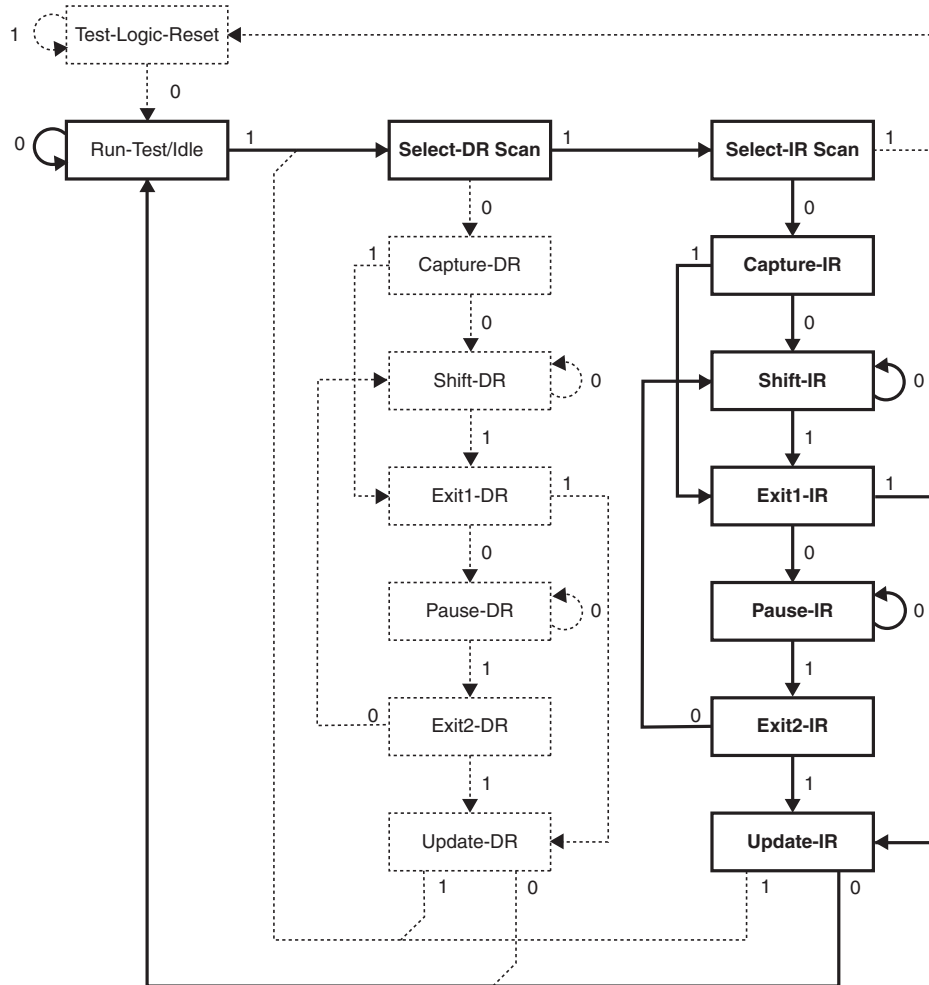 Test-Logic-Reset
1
0
Run-Test/Idle
0
1
Select-DR Scan
1
Select-IR Scan
1
0
0
1
Capture-DR
1
Capture-IR
0
0
Shift-DR
0
Shift-IR
0
1
1
Exit1-DR
1
Exit1-IR
1
0
0
Pause-DR
0
Pause-IR
0
1
1
0
Exit2-DR
0
Exit2-IR
1
1
Update-DR
Update-IR
1
0
1
0